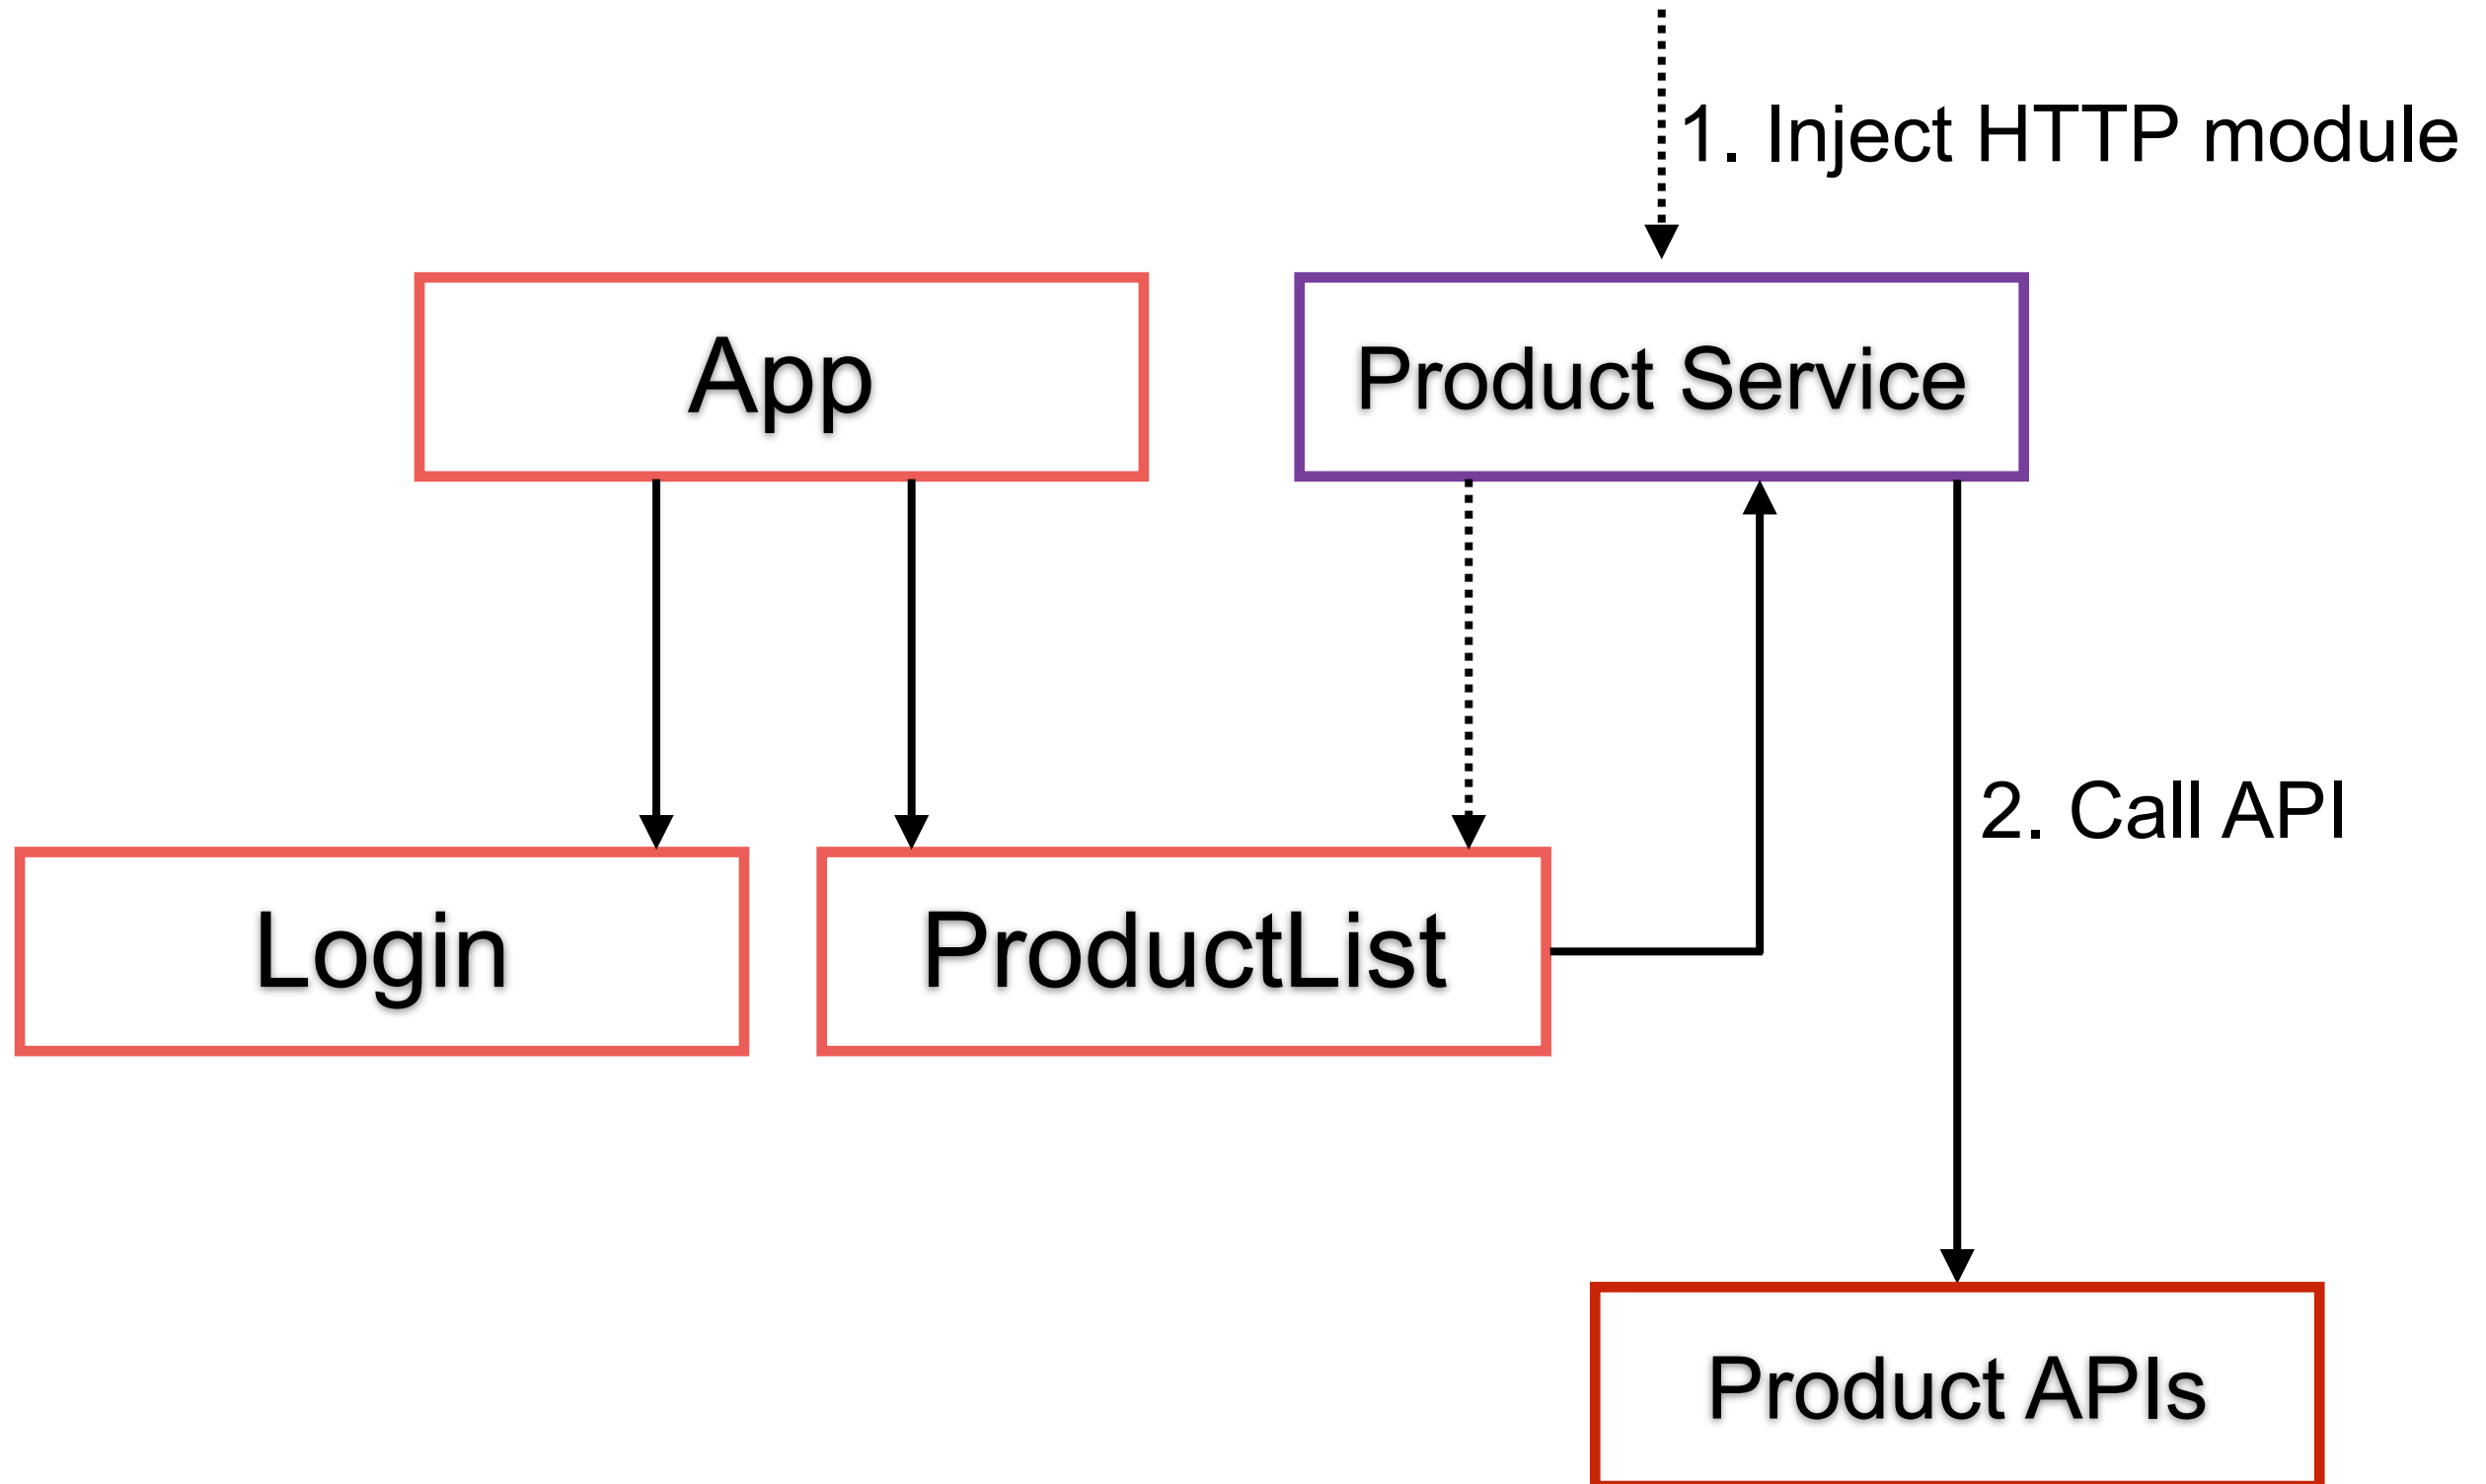 1. Inject HTTP module
App
Product Service
2. Call API
Login
ProductList
Product APIs